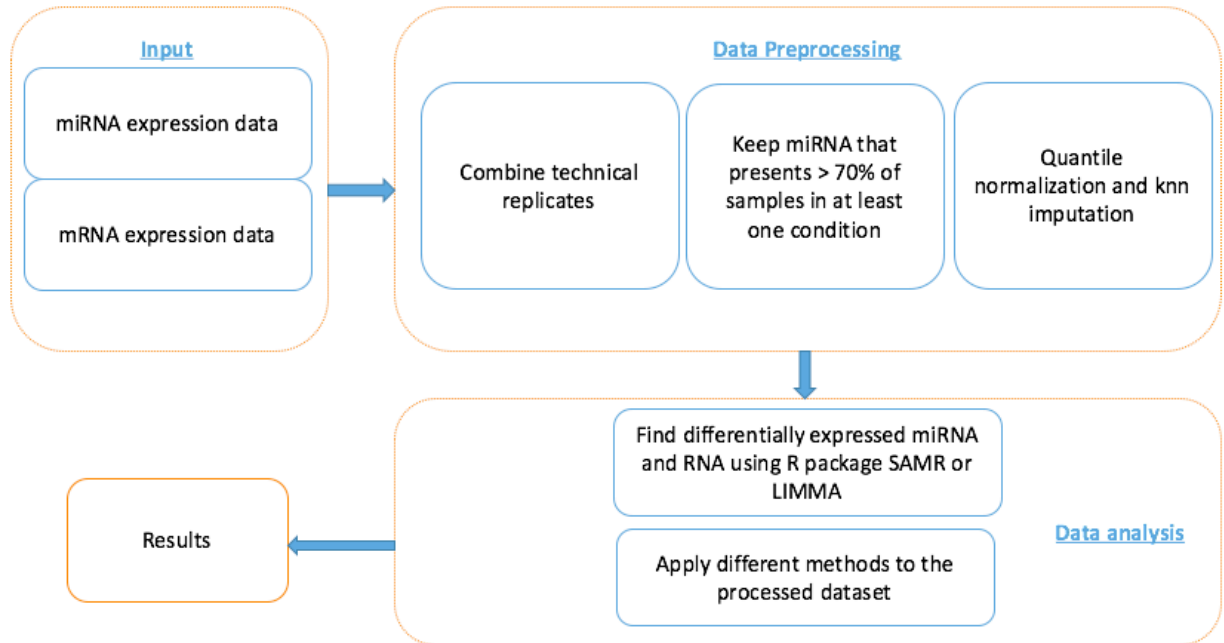 Input
miRNA expression data
mRNA expression data
Data Preprocessing
Combine technical
replicates
Keep miRNA that
presents > 70% of
samples in at least
one condition
Quantile
normalization and knn
imputation
Find differentially expressed miRNA
and RNA using R package SAMR or
LIMMA
Apply different methods to the
processed dataset
Data analysis
Results